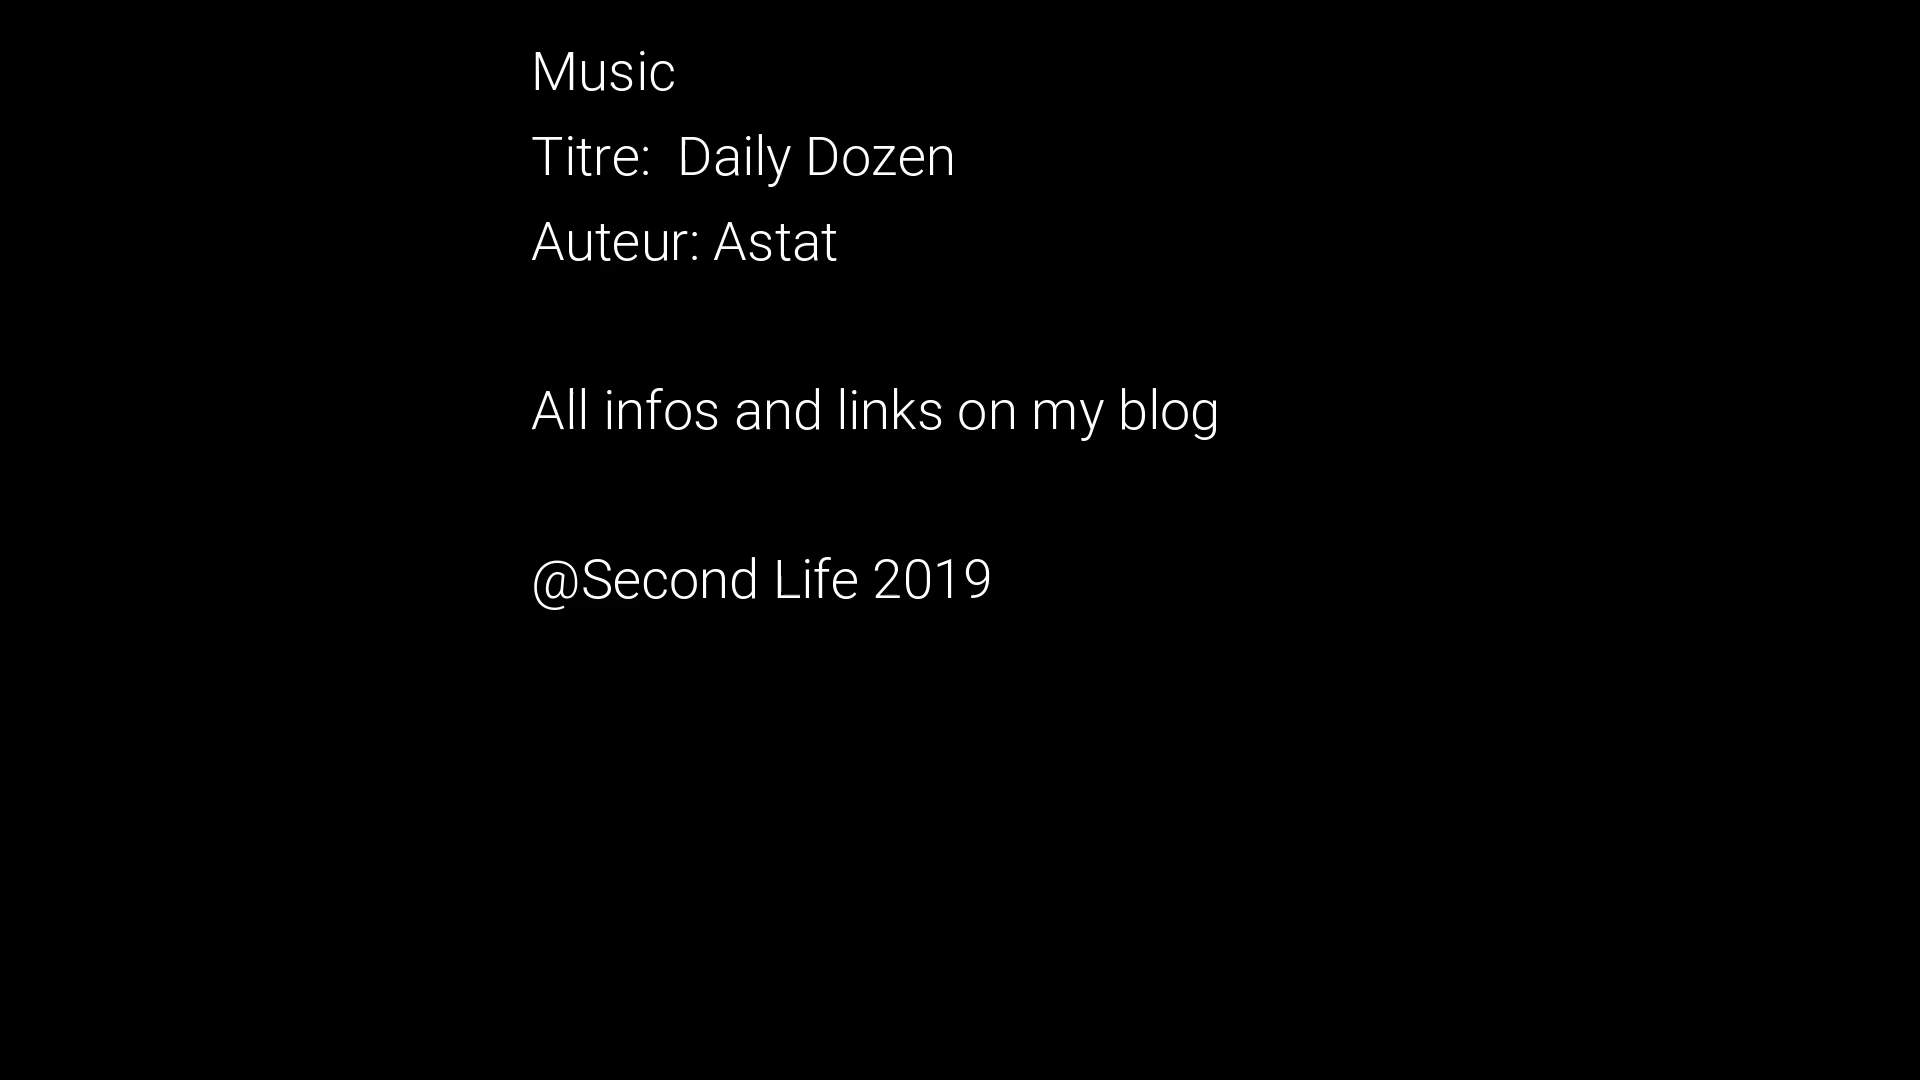 Music
Titre:  Daily Dozen
Auteur: Astat
All infos and links on my blog
@Second Life 2019